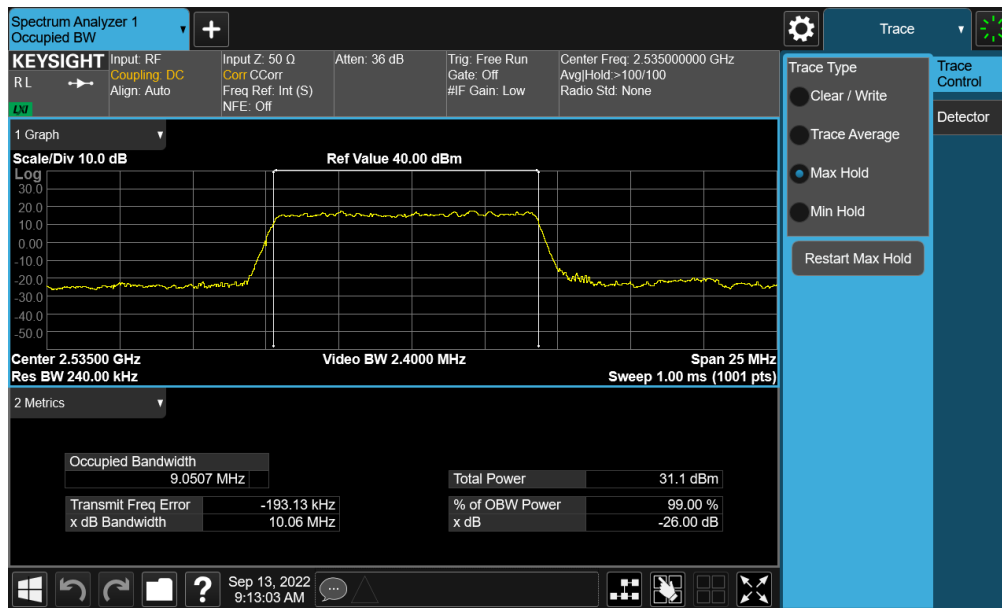 Spectrum Analyzer 1
Occupied BW
Trace
KEYSIGHT
R L
LXI
Input: RF
Coupling: DC
Align: Auto
Input Z: 50 Ω
Corr CCorr
Freq Ref: Int (S)
NFE: Off
Atten: 36 dB
Trig: Free Run
Gate: Off
#IF Gain: Low
Center Freq: 2.535000000 GHz
Avg|Hold:>100/100
Radio Std: None
Trace Type
Clear / Write
Trace Average
Max Hold
Min Hold
Restart Max Hold
Trace
Control
Detector
1 Graph
Scale/Div 10.0 dB
Ref Value 40.00 dBm
Log
30.0
20.0
10.0
0.00
-10.0
-20.0
-30.0
-40.0
-50.0
Center 2.53500 GHz
Video BW 2.4000 MHz
Span 25 MHz
Res BW 240.00 kHz
Sweep 1.00 ms (1001 pts)
2 Metrics
Occupied Bandwidth
9.0507 MHz
Total Power 31.1 dBm
Transmit Freq Error -193.13 kHz
% of OBW Power 99.00 %
x dB Bandwidth 10.06 MHz
x dB -26.00 dB
?
Sep 13, 2022
9:13:03 AM